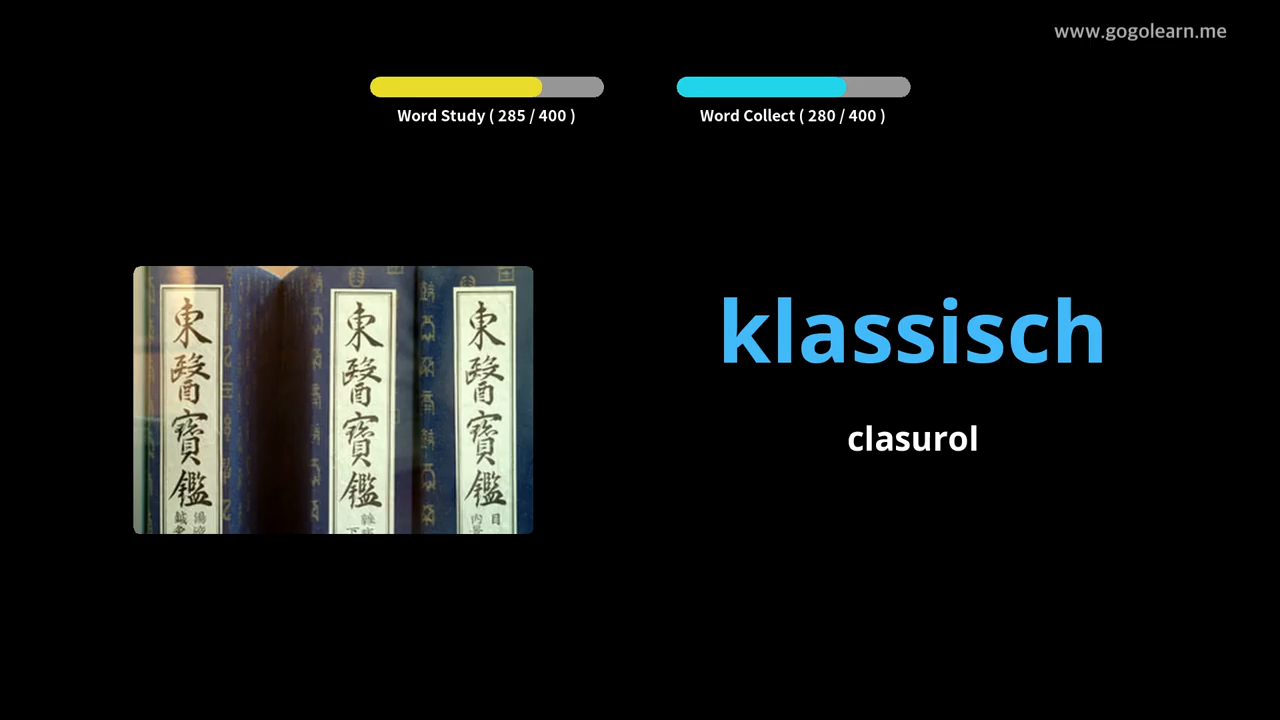 www.gogolearn.me
Word Study ( 285 / 400 )
Word Collect ( 280 / 400 )
東醫寶鑑
東醫寶鑑
東醫寶鑑
klassisch
clasurol